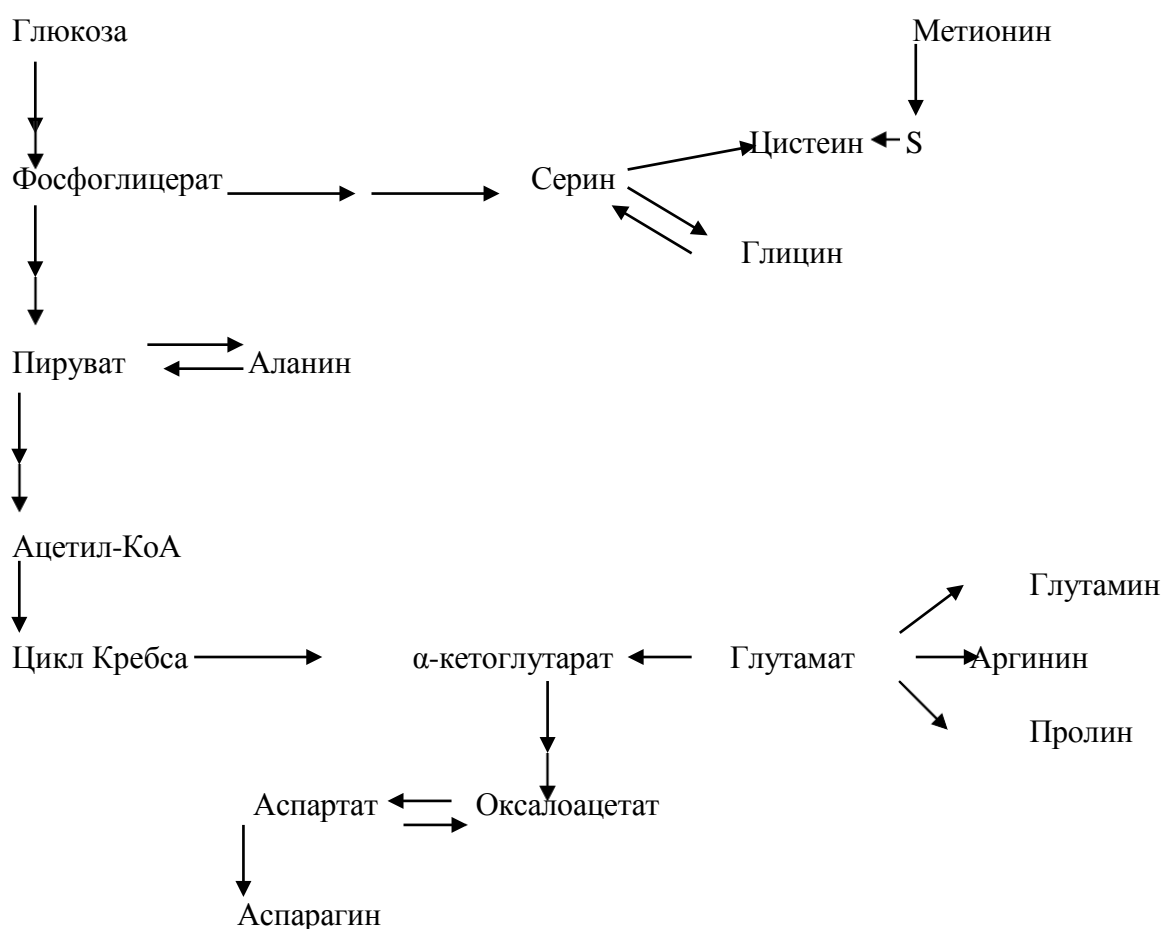 Глюкоза Метионин
Цистеин S
Фосфоглицерат Серин
Глицин
Пируват Аланин
Ацетил-КоА
Глутамин
Цикл Кребса α-кетоглутарат Глутамат Аргинин
Пролин
Аспартат Оксалоацетат
Аспарагин